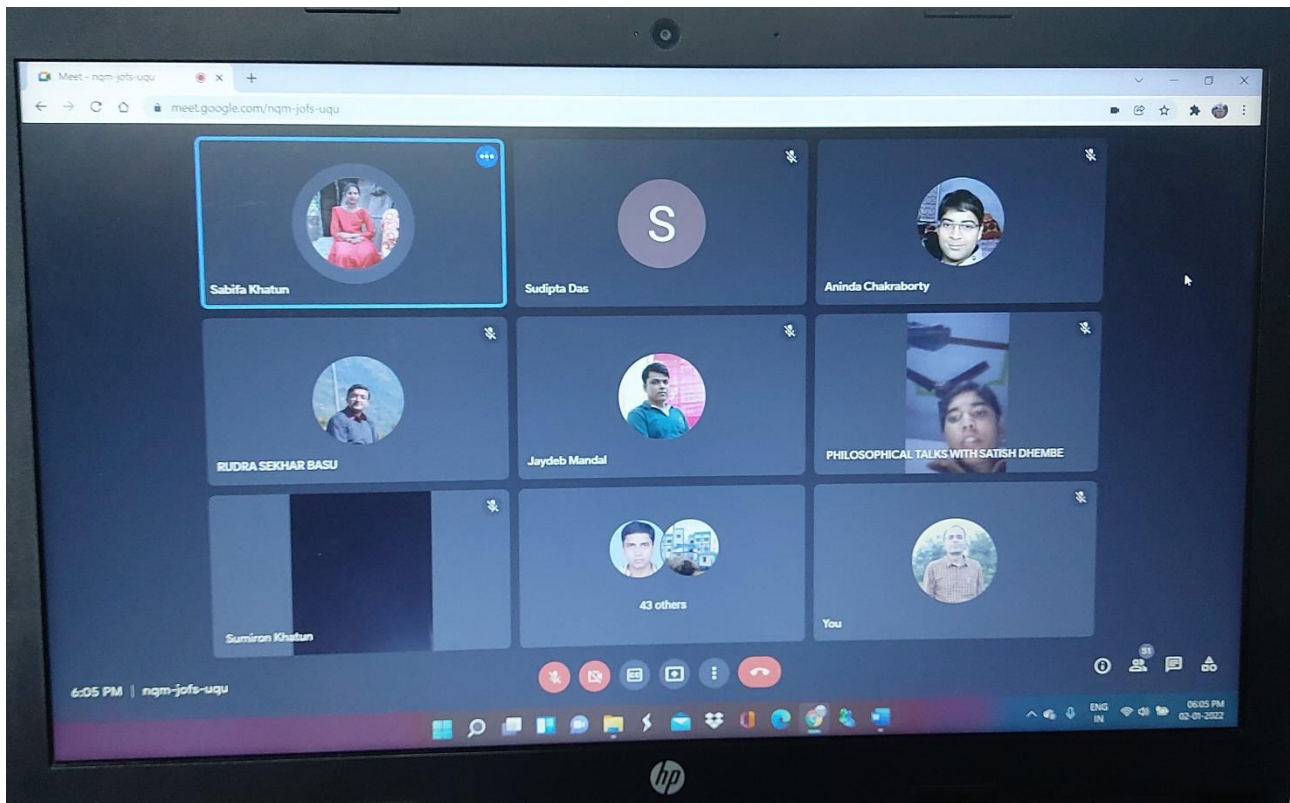 Meet - nqm-jofs-uqu
meet.google.com/nqm-jofs-uqu
Sabifa Khatun
S
Sudipta Das
Aninda Chakraborty
RUDRA SEKHAR BASU
Jaydeb Mandal
PHILOSOPHICAL TALKS WITH SATISH DHEMBE
Sumiron Khatun
43 others
You
51
6:05 PM | nqm-jofs-uqu
CC
ENG
IN
06:05 PM
02-01-2022
hp